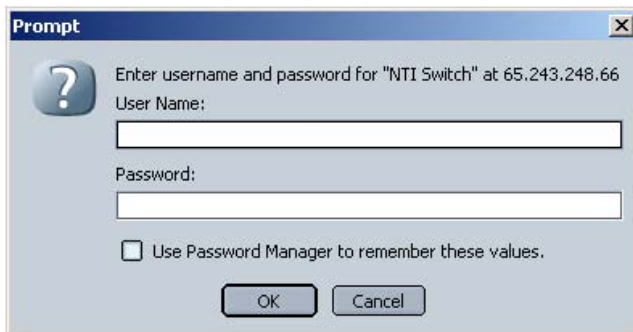 Prompt
Enter username and password for "NTI Switch" at 65.243.248.66
User Name:
Password:
Use Password Manager to remember these values.
OK Cancel